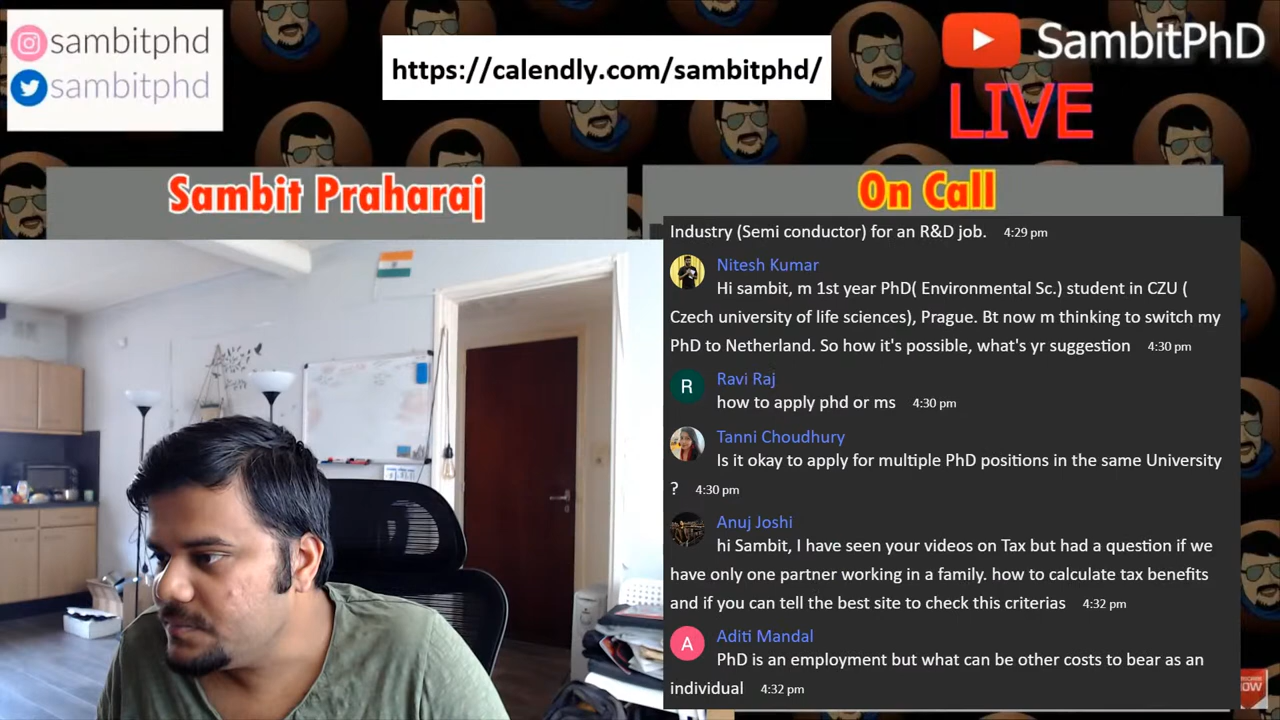 sambitphd
sambitphd
https://calendly.com/sambitphd/
SambitPhD
LIVE
Sambit Praharaj
On Call
Industry (Semi conductor) for an R&D job. 4:29 pm
Nitesh Kumar
Hi sambit, m 1st year PhD( Environmental Sc.) student in CZU (
Czech university of life sciences), Prague. Bt now m thinking to switch my
PhD to Netherland. So how it's possible, what's yr suggestion 4:30 pm
R
Ravi Raj
how to apply phd or ms 4:30 pm
Tanni Choudhury
Is it okay to apply for multiple PhD positions in the same University
? 4:30 pm
Anuj Joshi
hi Sambit, I have seen your videos on Tax but had a question if we
have only one partner working in a family. how to calculate tax benefits
and if you can tell the best site to check this criterias 4:32 pm
A
Aditi Mandal
PhD is an employment but what can be other costs to bear as an
individual 4:32 pm